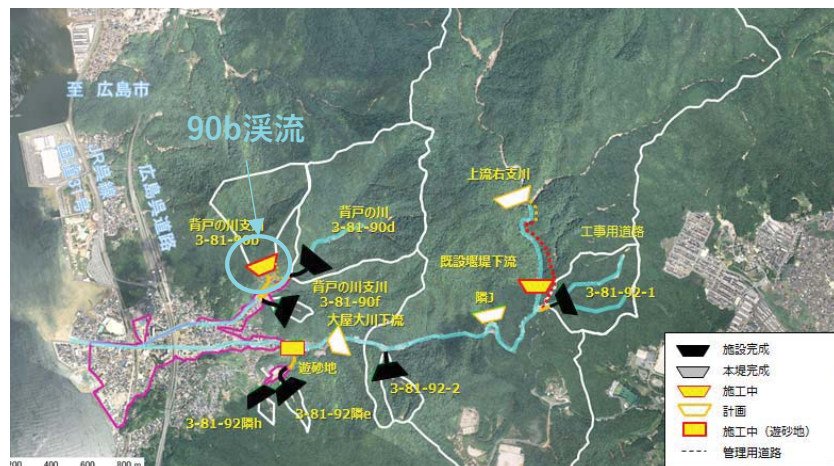 至 広島市
90b渓流
JR呉線
広島呉道路
背戸の川支川
3-81-90b
背戸の川
3-81-90d
上流右支川
工事用道路
既設堰堤下流
背戸の川支川
3-81-90f
隣J
3-81-92-1
大屋大川下流
遊砂地
3-81-92-2
3-81-92隣e
3-81-92隣h
施設完成
本堤完成
施工中
計画
施工中（遊砂地）
管理用道路
200 400 600 800 m